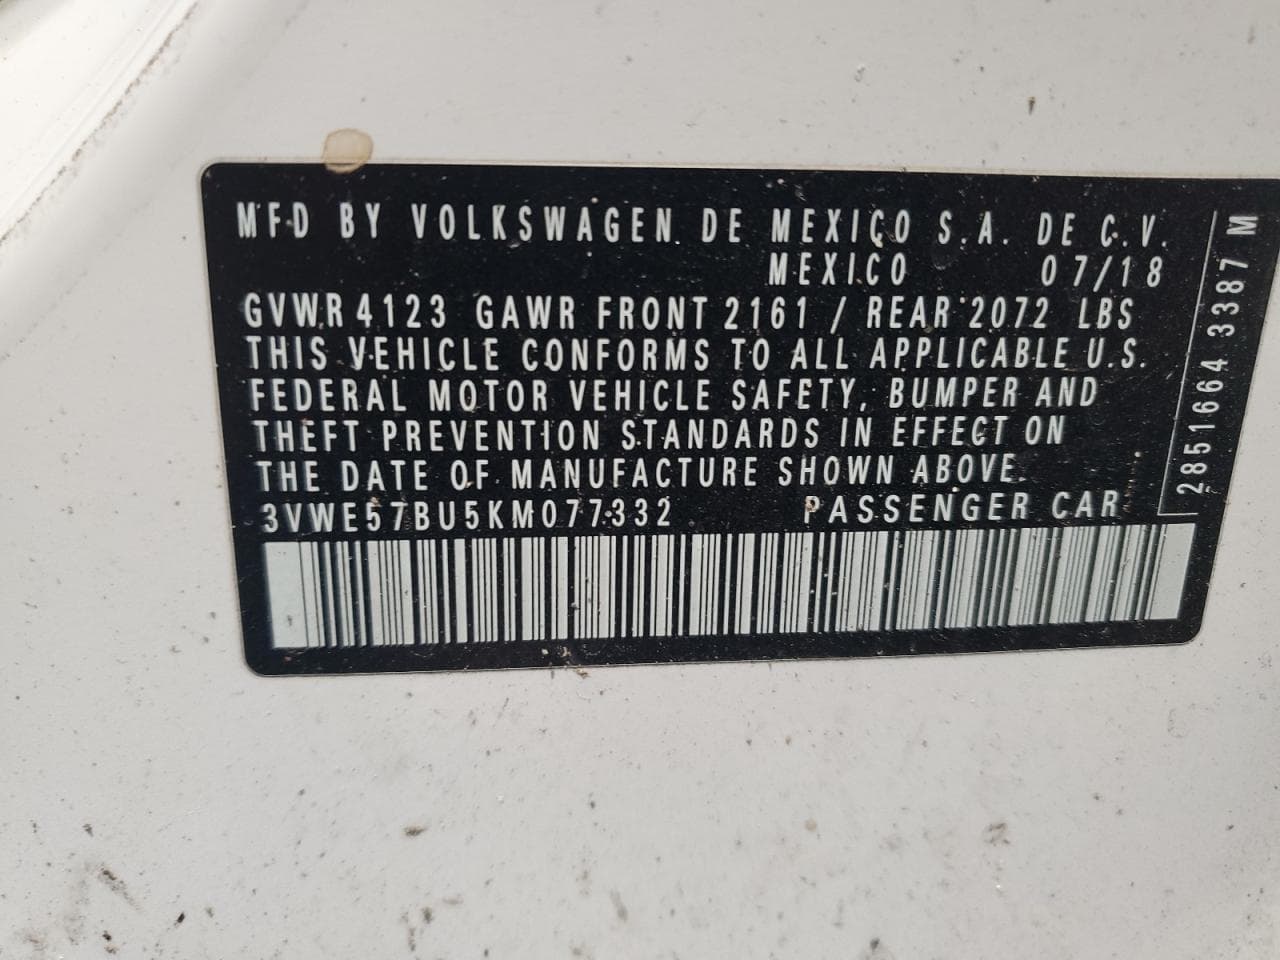 MFD BY VOLKSWAGEN DE MEXICO S.A. DE C.V.
MEXICO 07/18
GVWR 4123 GAWR FRONT 2161 / REAR 2072 LBS
THIS VEHICLE CONFORMS TO ALL APPLICABLE U.S.
FEDERAL MOTOR VEHICLE SAFETY, BUMPER AND
THEFT PREVENTION STANDARDS IN EFFECT ON
THE DATE OF MANUFACTURE SHOWN ABOVE.
3VWE57BU5KM077332 PASSENGER CAR
2851664 3387 M